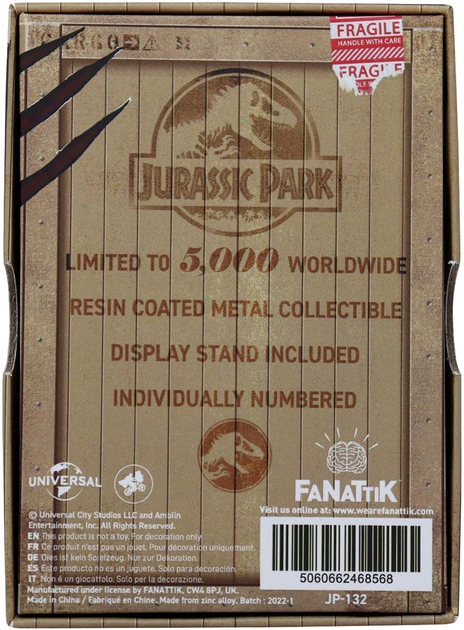 CARGO
FRAGILE
HANDLE WITH CARE
FRAGILE
JURASSIC PARK
LIMITED TO 5,000 WORLDWIDE
RESIN COATED METAL COLLECTIBLE
DISPLAY STAND INCLUDED
INDIVIDUALLY NUMBERED
UNIVERSAL
FANATTIK
Visit us online at: www.wearefanattik.com
© Universal City Studios LLC and Amblin
Entertainment, Inc. All Rights Reserved.
EN This product is not a toy. For decoration only
FR Ce produit n'est pas un jouet. Pour décoration uniquement.
DE Dies ist kein Spielzeug. Nur zur Dekoration.
ES Este producto no es un juguete. Solo para decoración.
IT Non è un giocattolo. Solo per la decorazione.
Manufactured under license by FANATTIK, CW4 8PJ, UK.
Made in China / Fabriqué en Chine. Made from zinc alloy. Batch : 2022-1
5060662468568
JP-132